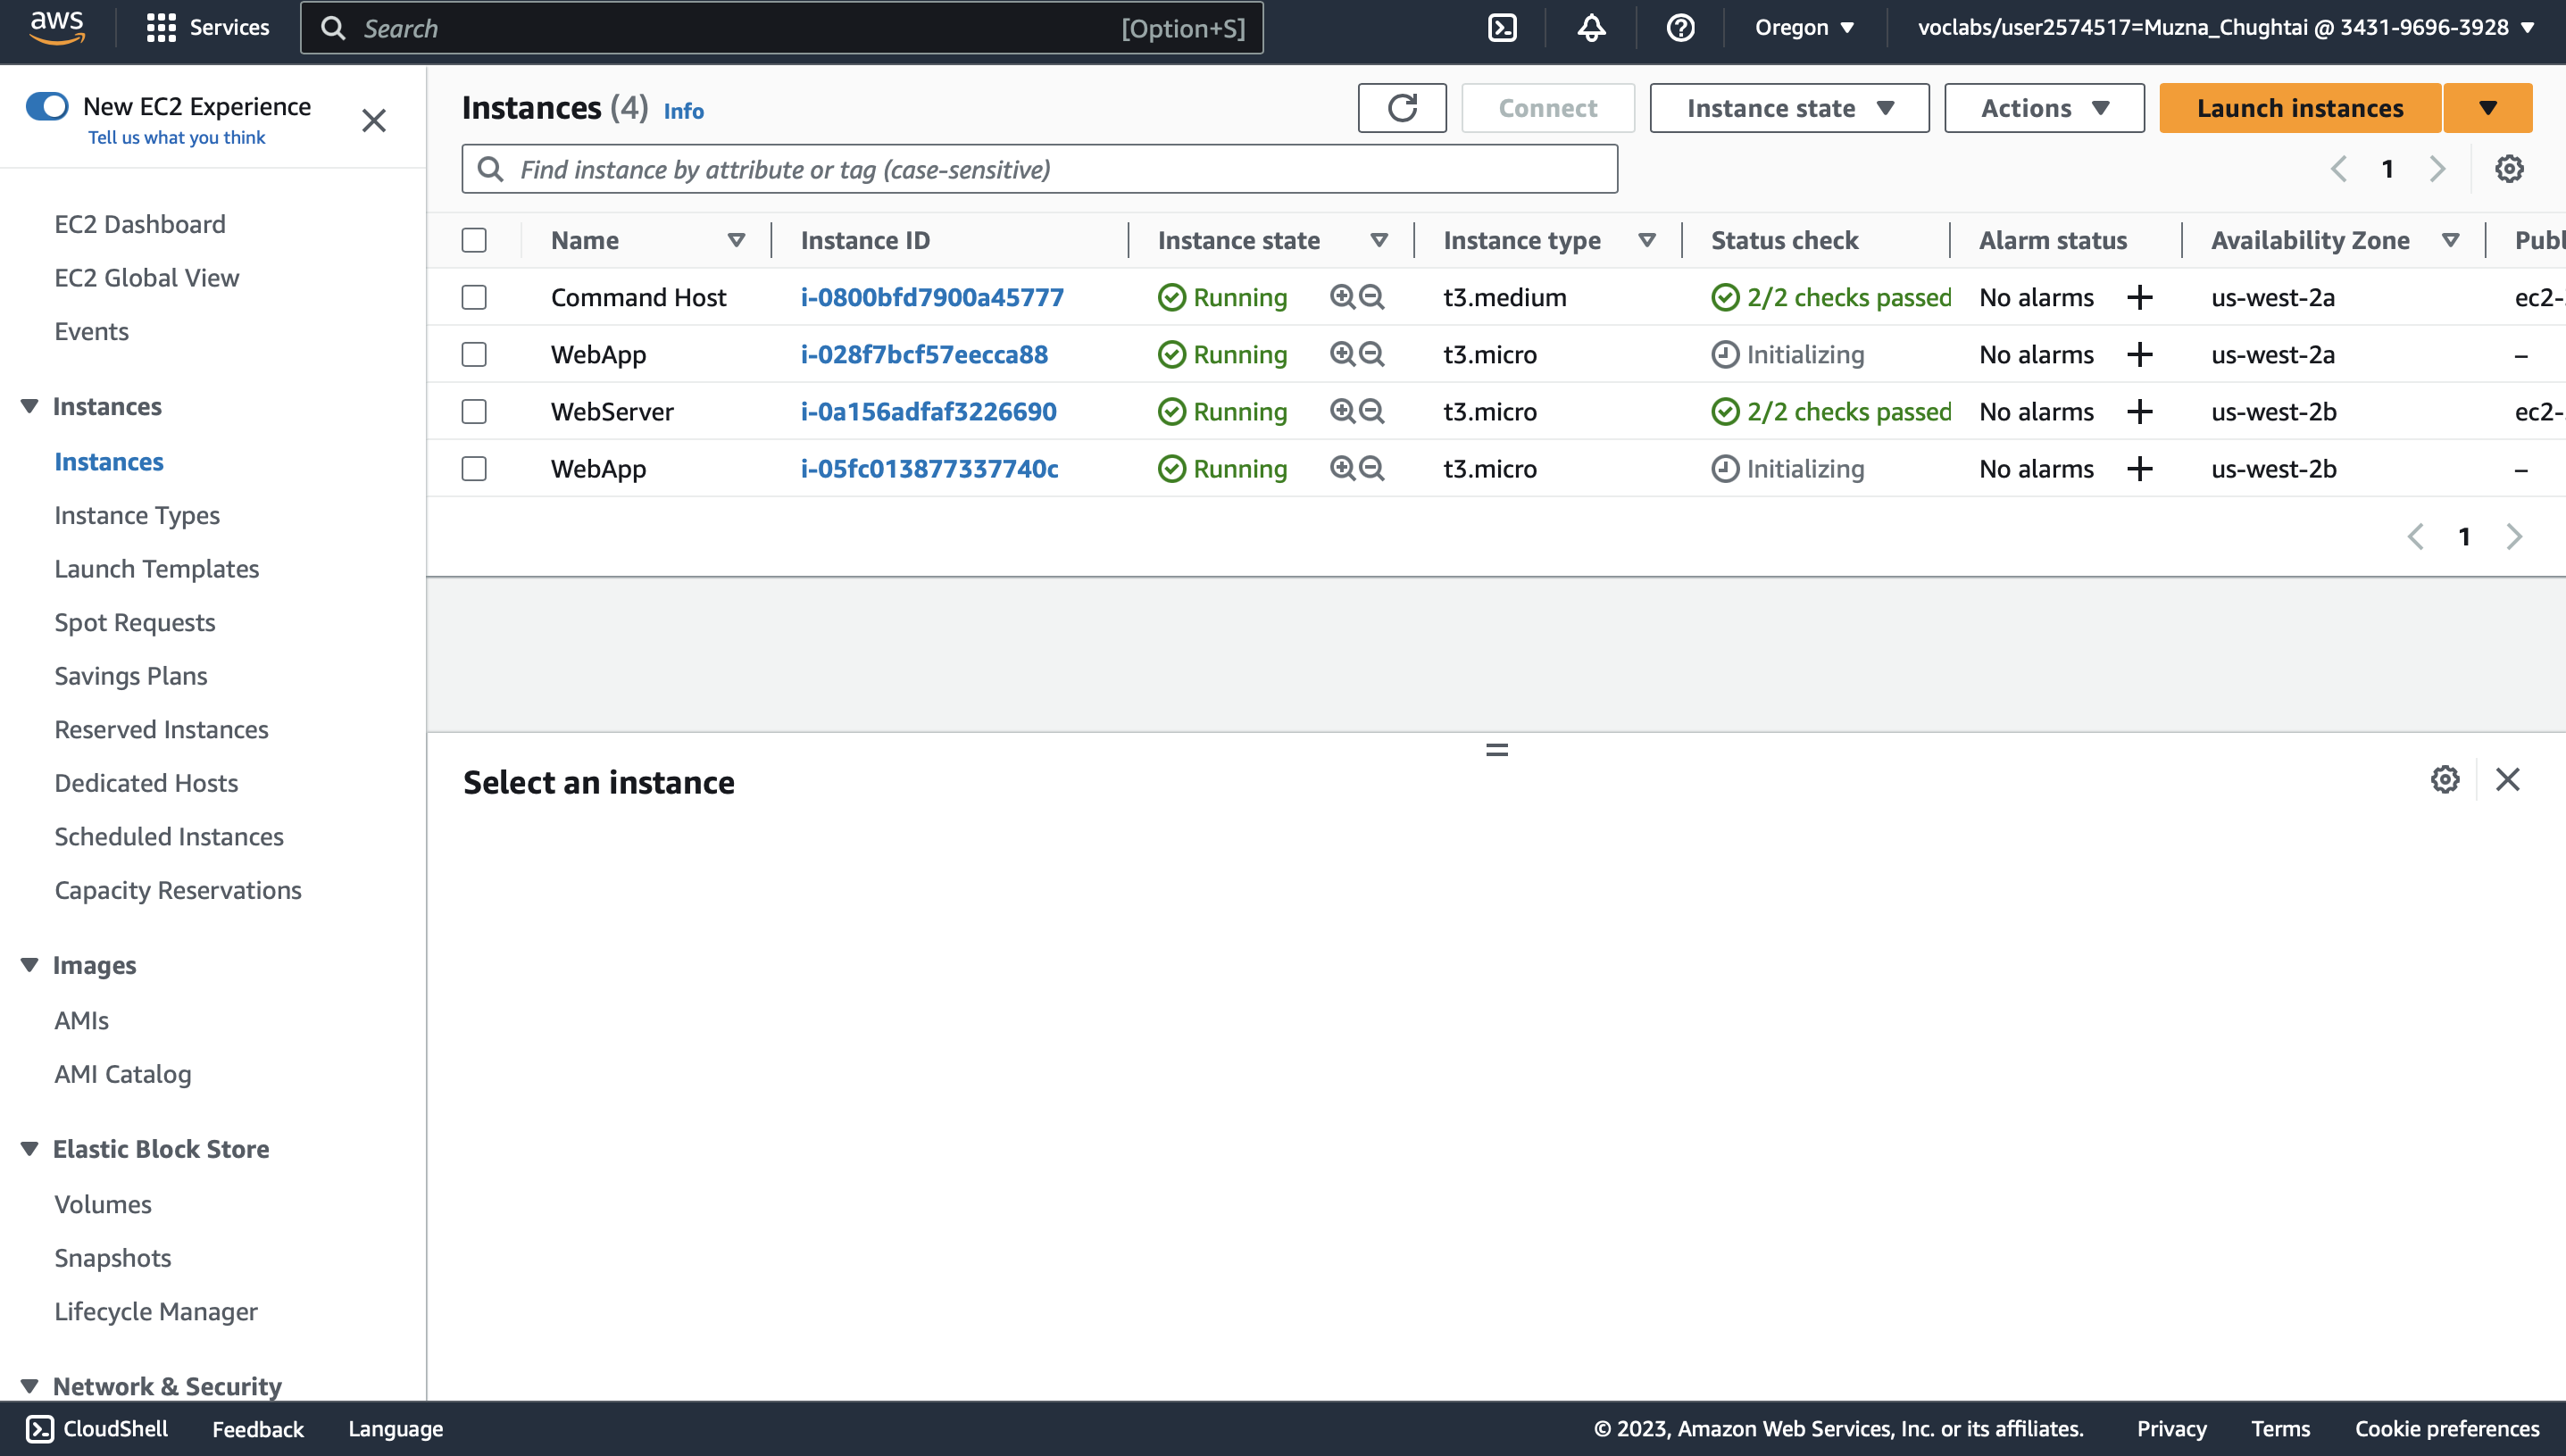 aws
Services
Search
[Option+S]
Oregon
voclabs/user2574517=Muzna_Chughtai @ 3431-9696-3928
New EC2 Experience
Tell us what you think
EC2 Dashboard
EC2 Global View
Events
Instances
Instances
Instance Types
Launch Templates
Spot Requests
Savings Plans
Reserved Instances
Dedicated Hosts
Scheduled Instances
Capacity Reservations
Images
AMIs
AMI Catalog
Elastic Block Store
Volumes
Snapshots
Lifecycle Manager
Network & Security
Instances (4) Info
Connect
Instance state
Actions
Launch instances
Find instance by attribute or tag (case-sensitive)
1
Name Instance ID Instance state Instance type Status check Alarm status Availability Zone Publ
Command Host i-0800bfd7900a45777 Running t3.medium 2/2 checks passed No alarms + us-west-2a ec2-
WebApp i-028f7bcf57eecca88 Running t3.micro Initializing No alarms + us-west-2a –
WebServer i-0a156adfaf3226690 Running t3.micro 2/2 checks passed No alarms + us-west-2b ec2-
WebApp i-05fc013877337740c Running t3.micro Initializing No alarms + us-west-2b –
1
Select an instance
CloudShell
Feedback
Language
© 2023, Amazon Web Services, Inc. or its affiliates.
Privacy
Terms
Cookie preferences